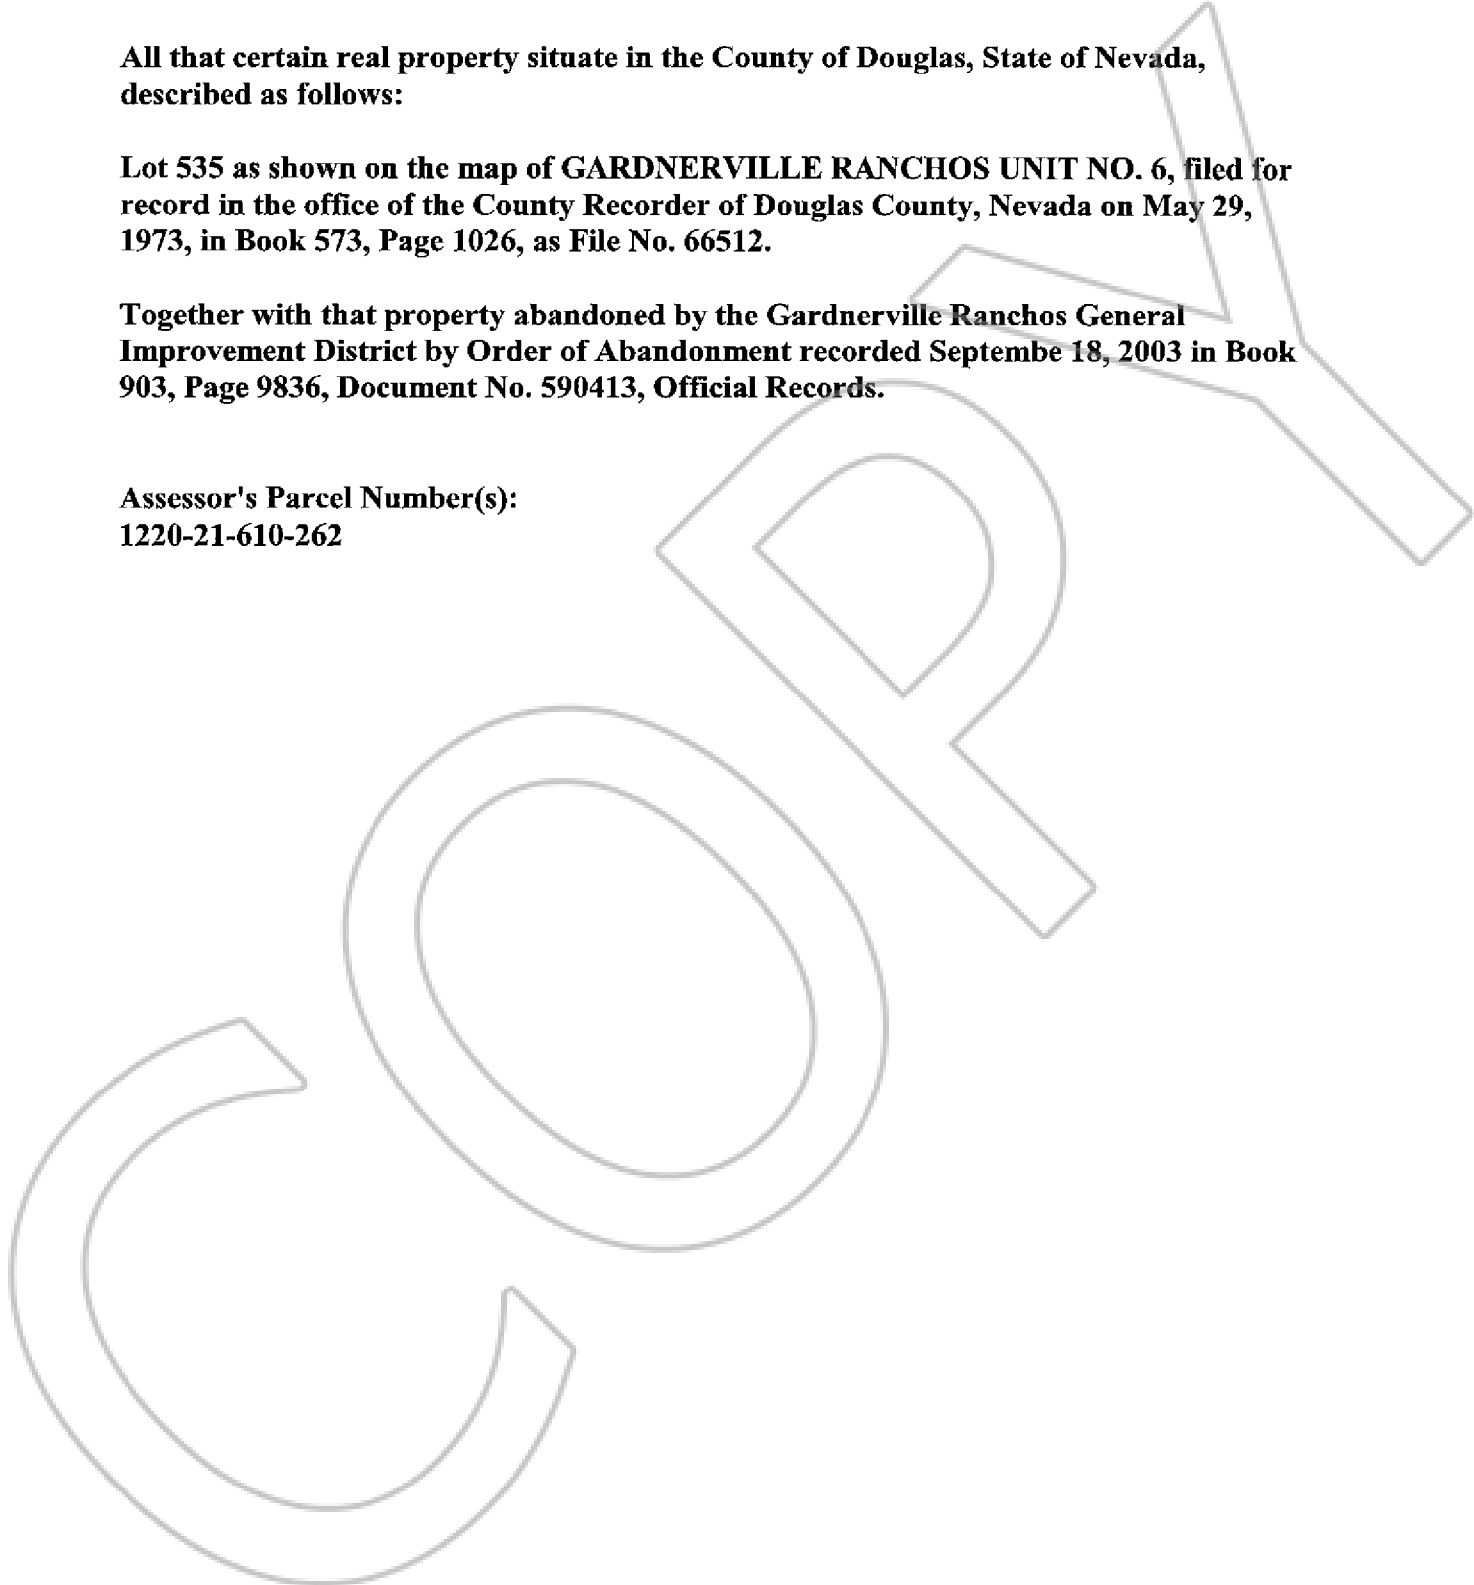 All that certain real property situate in the County of Douglas, State of Nevada,
described as follows:
Lot 535 as shown on the map of GARDNERVILLE RANCHOS UNIT NO. 6, filed for
record in the office of the County Recorder of Douglas County, Nevada on May 29,
1973, in Book 573, Page 1026, as File No. 66512.
Together with that property abandoned by the Gardnerville Ranchos General
Improvement District by Order of Abandonment recorded Septembe 18, 2003 in Book
903, Page 9836, Document No. 590413, Official Records.
Assessor's Parcel Number(s):
1220-21-610-262
COPY